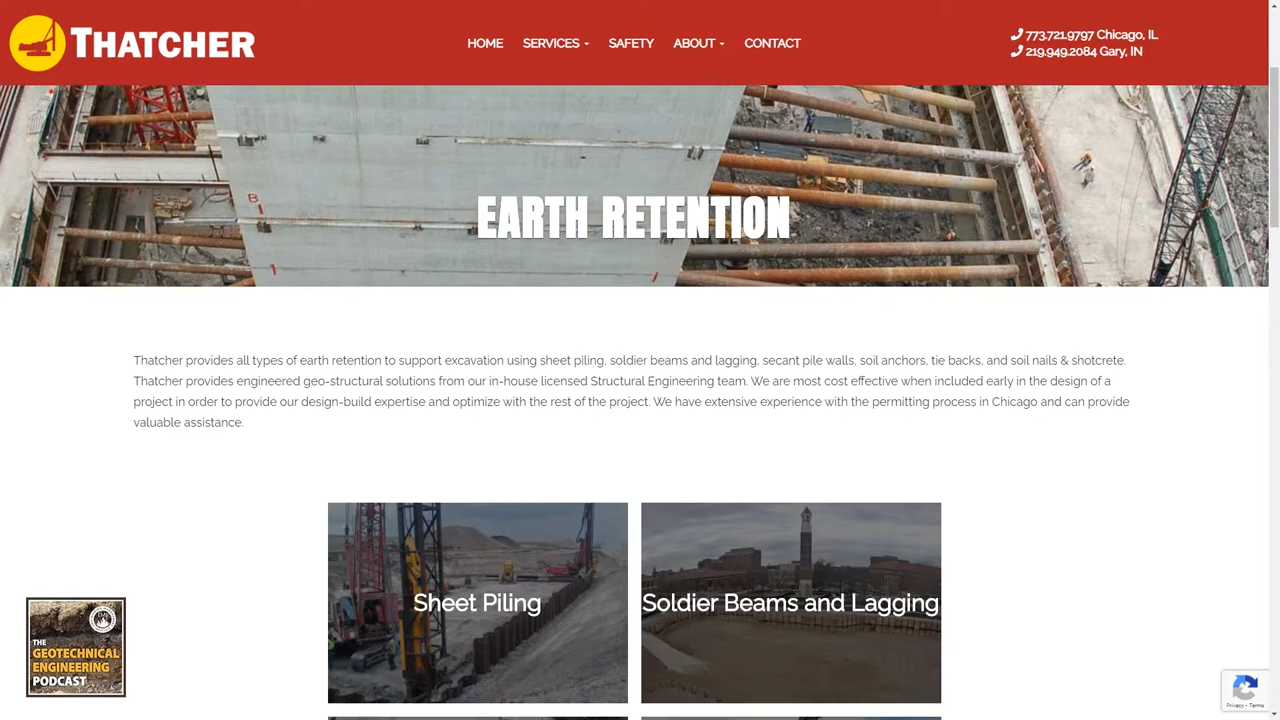 THATCHER
HOME SERVICES SAFETY ABOUT CONTACT
773.721.9797 Chicago, IL
219.949.2084 Gary, IN
EARTH RETENTION
Thatcher provides all types of earth retention to support excavation using sheet piling, soldier beams and lagging, secant pile walls, soil anchors, tie backs, and soil nails & shotcrete.
Thatcher provides engineered geo-structural solutions from our in-house licensed Structural Engineering team. We are most cost effective when included early in the design of a
project in order to provide our design-build expertise and optimize with the rest of the project. We have extensive experience with the permitting process in Chicago and can provide
valuable assistance.
Sheet Piling
Soldier Beams and Lagging
THE
GEOTECHNICAL
ENGINEERING
PODCAST
Privacy - Terms